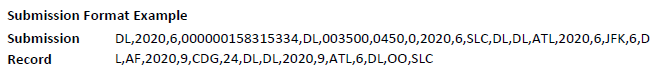 Submission Format Example
Submission DL,2020,6,000000158315334,DL,003500,0450,0,2020,6,SLC,DL,DL,ATL,2020,6,JFK,6,D
Record L,AF,2020,9,CDG,24,DL,DL,2020,9,ATL,6,DL,OO,SLC